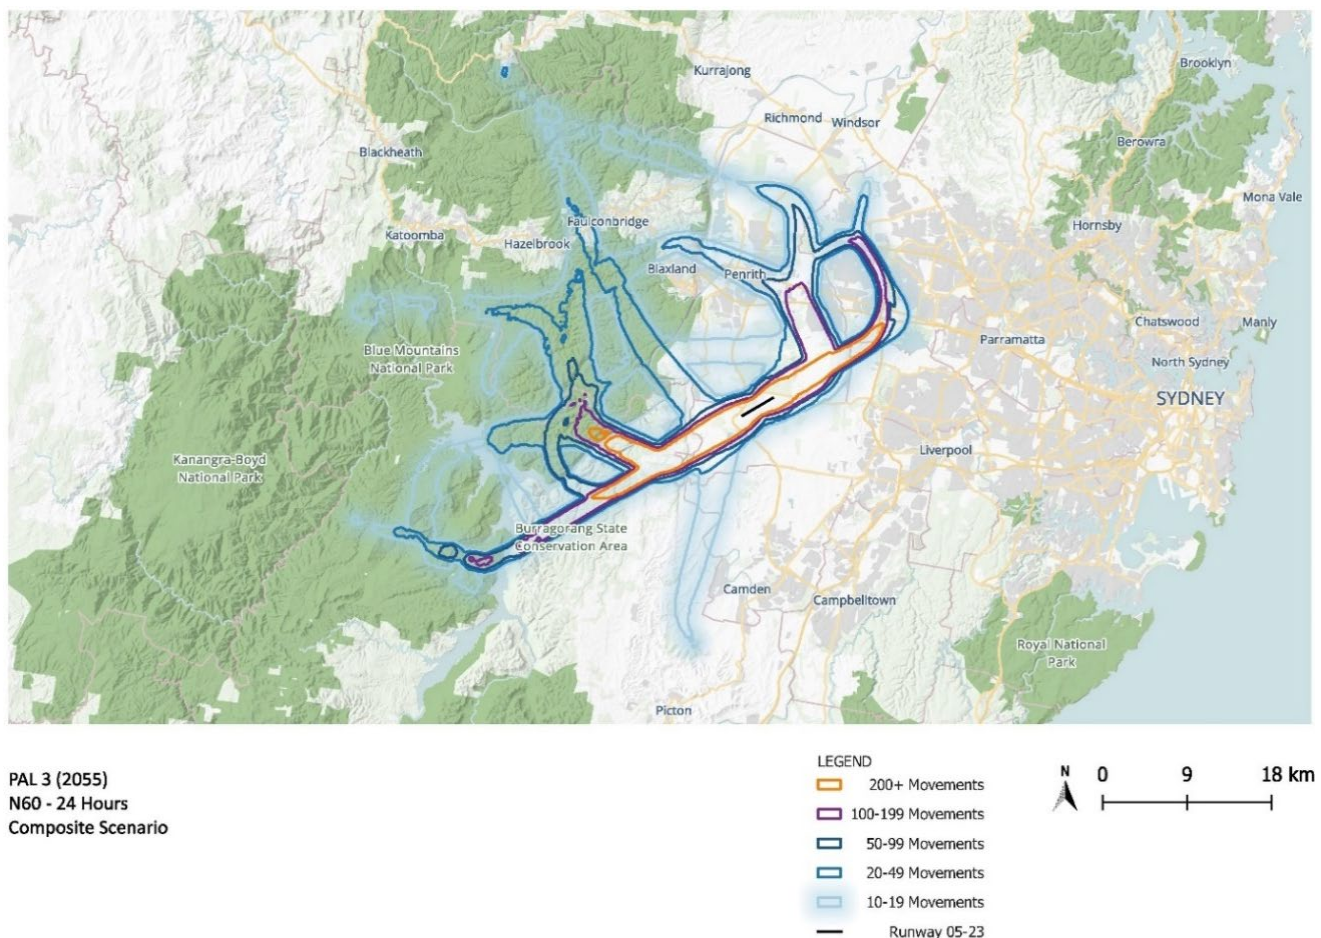 Kurrajong
Brooklyn
Richmond
Windsor
Berowra
Blackheath
Mona Vale
Faulconbridge
Hornsby
Katoomba
Hazelbrook
Blaxland
Penrith
Chatswood
Manly
Parramatta
Blue Mountains
National Park
North Sydney
SYDNEY
Liverpool
Kanangra-Boyd
National Park
Burragorang State
Conservation Area
Camden
Campbelltown
Royal National
Park
Picton
PAL 3 (2055)
N60 - 24 Hours
Composite Scenario
LEGEND
200+ Movements
100-199 Movements
50-99 Movements
20-49 Movements
10-19 Movements
Runway 05-23
N
0 9 18 km